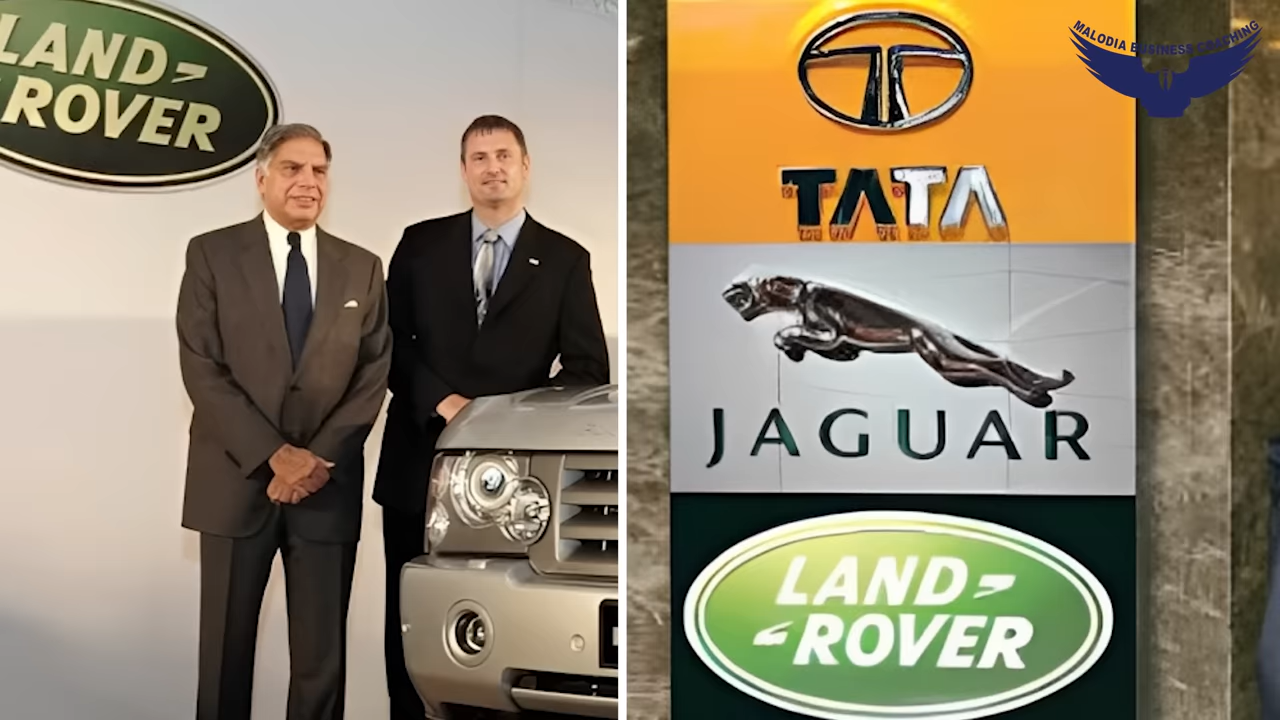 LAND
ROVER
TATA
JAGUAR
LAND
ROVER
MALODIA BUSINESS COACHING